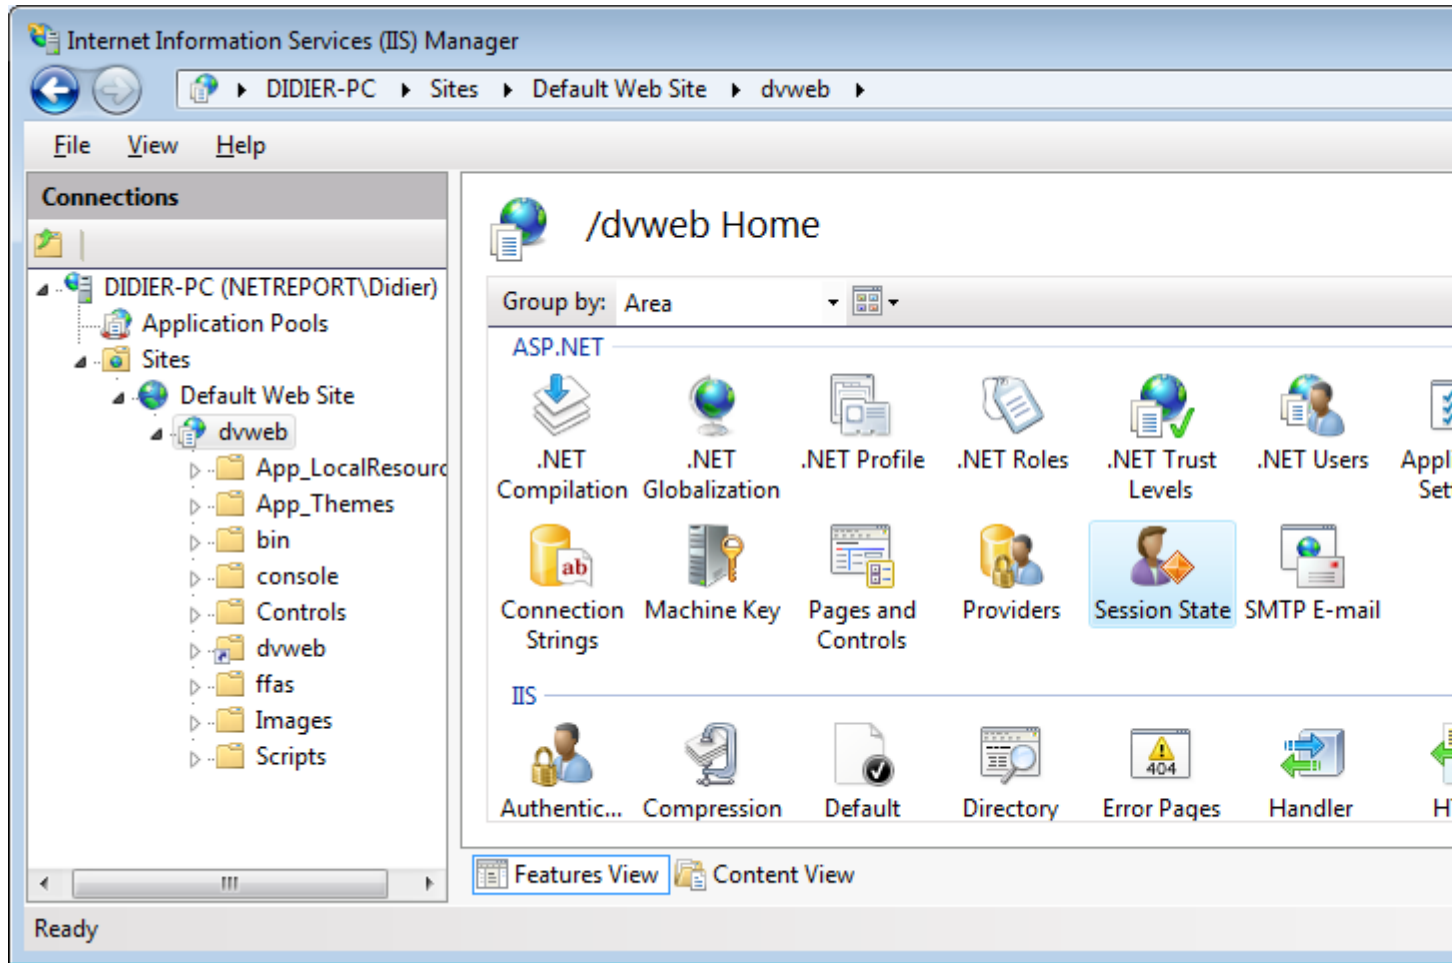 Internet Information Services (IIS) Manager
DIDIER-PC Sites Default Web Site dvweb
File View Help
Connections
DIDIER-PC (NETREPORT\Didier)
Application Pools
Sites
Default Web Site
dvweb
App_LocalResourc
App_Themes
bin
console
Controls
dvweb
ffas
Images
Scripts
/dvweb Home
Group by: Area
ASP.NET
.NET Compilation
.NET Globalization
.NET Profile
.NET Roles
.NET Trust Levels
.NET Users
Appli
Set
Connection Strings
Machine Key
Pages and Controls
Providers
Session State
SMTP E-mail
IIS
Authentic...
Compression
Default
Directory
404
Error Pages
Handler
Features View Content View
Ready